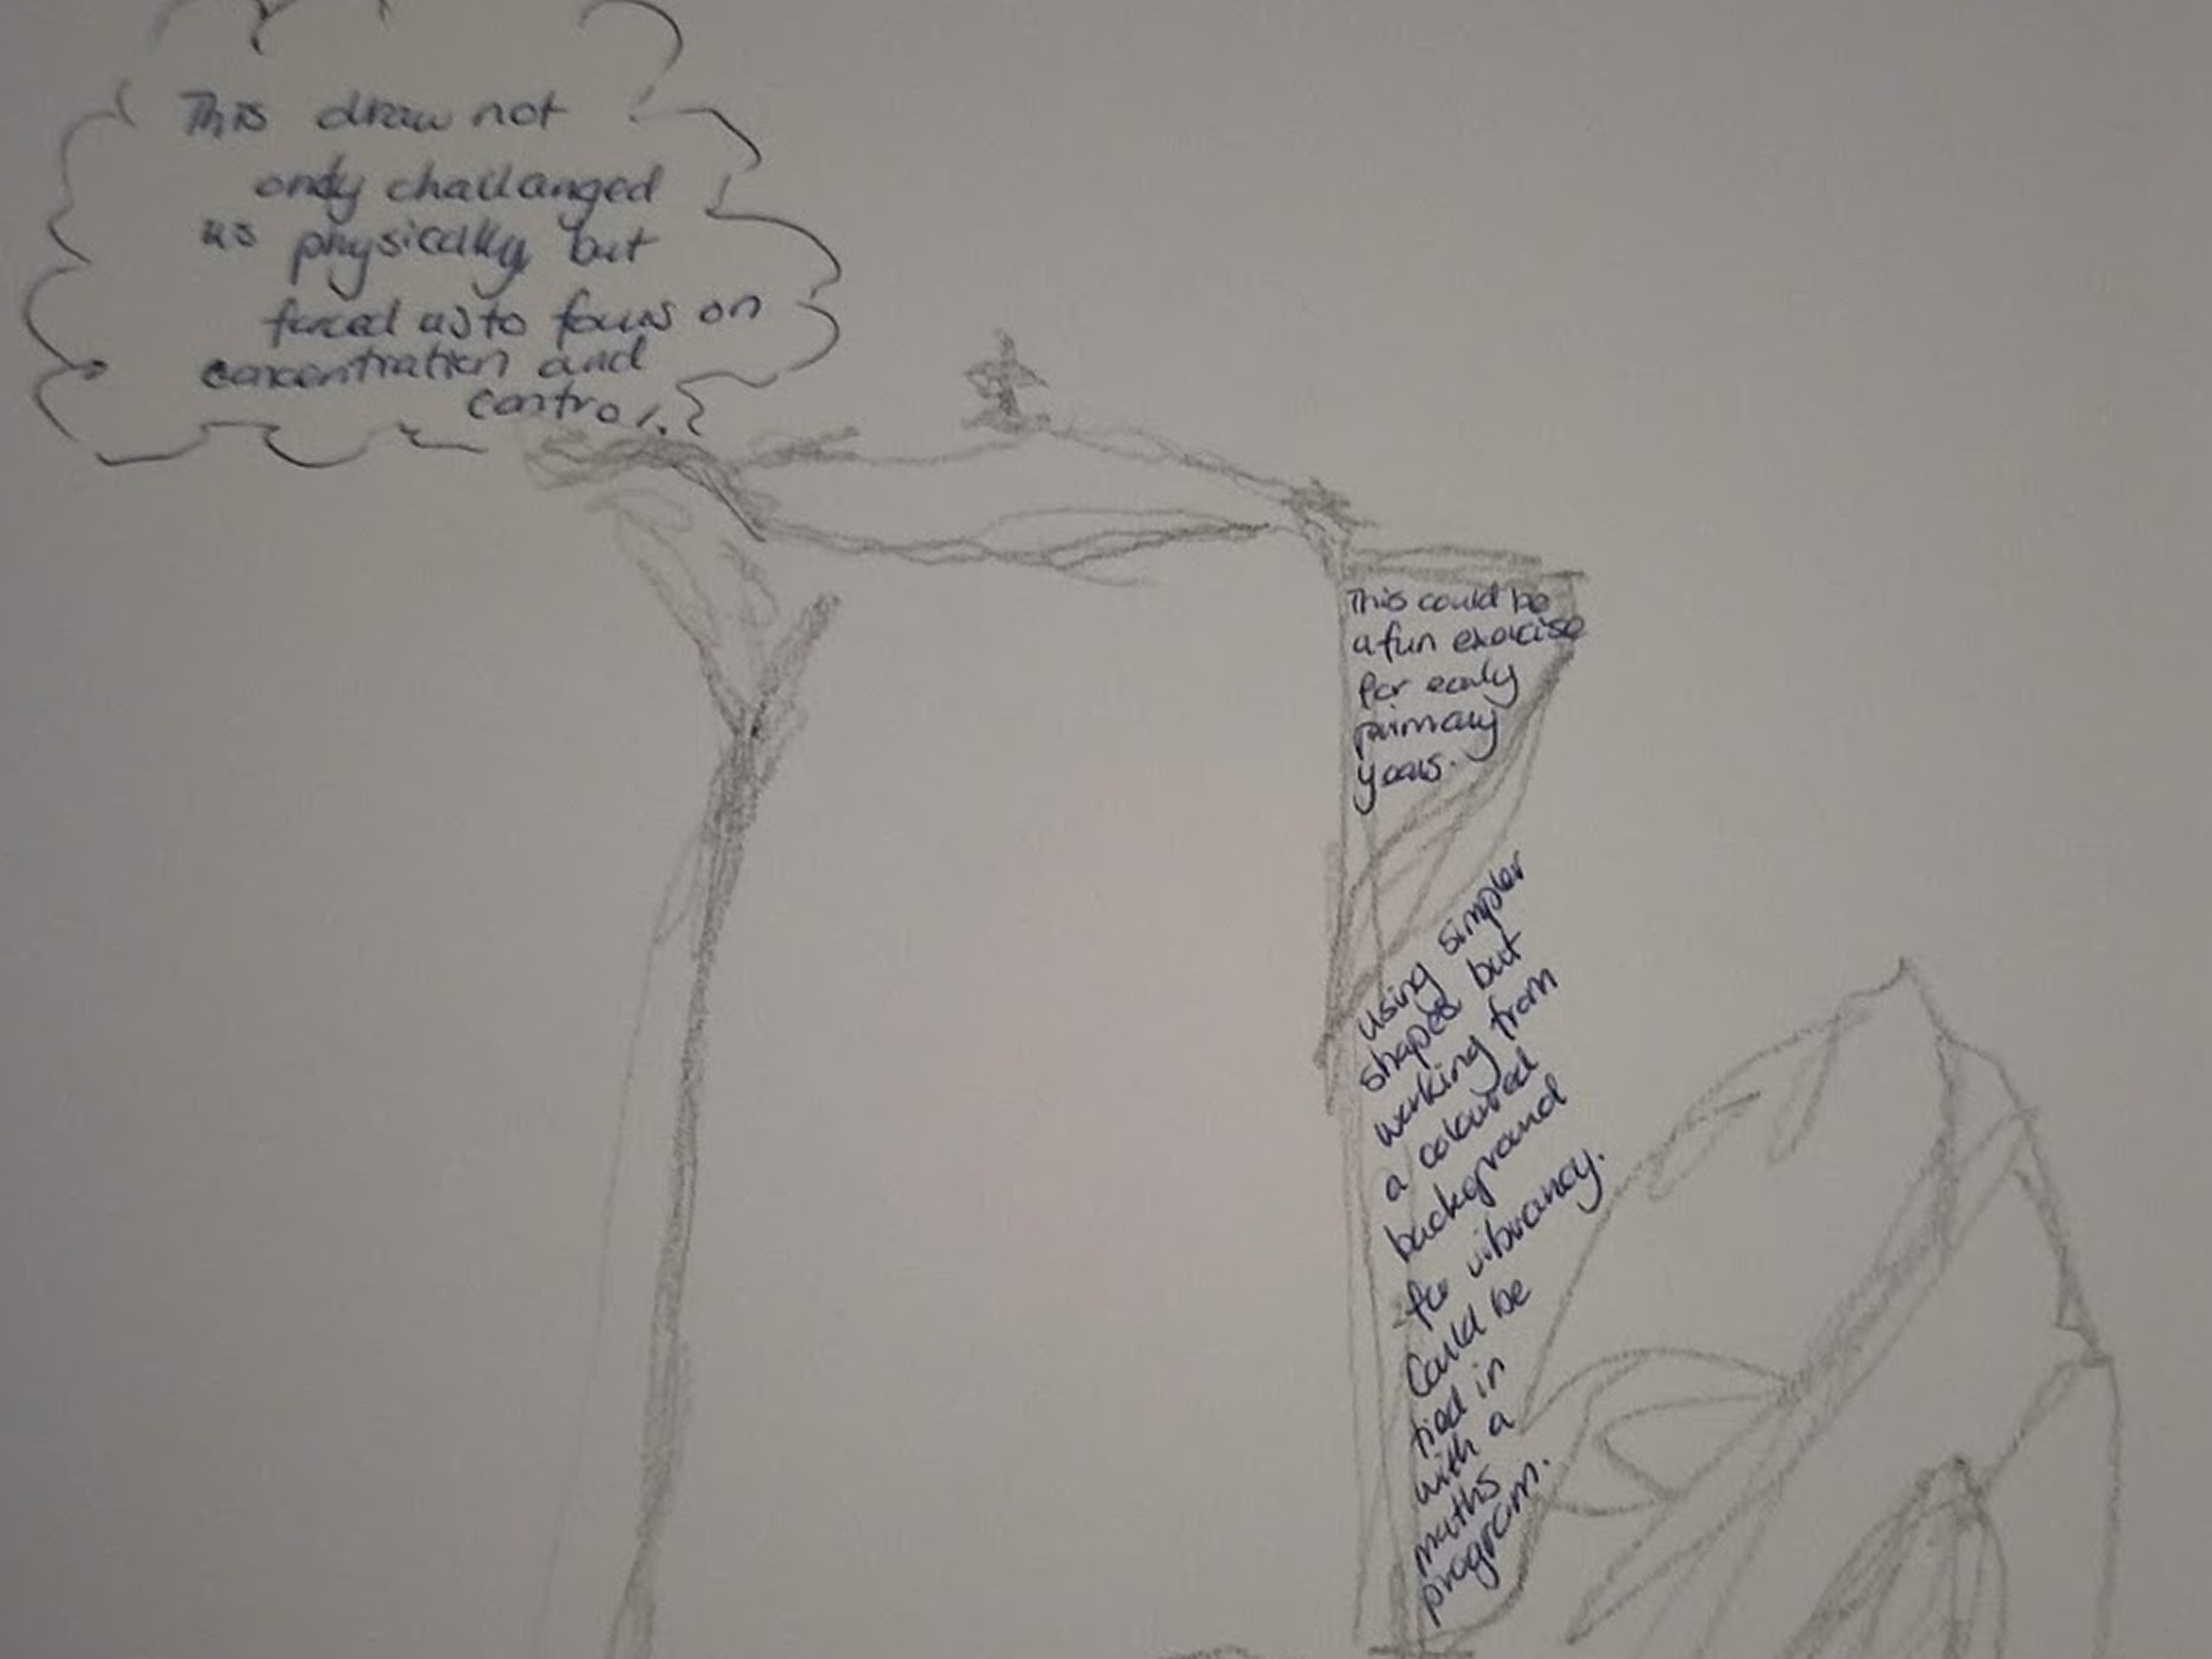 This draw not
only challanged
us physically but
forced us to focus on
concentration and
control.
This could be
a fun exercise
for early
primary
years.
using simpler
shapes but
working from
a coloured
background
for vibrancy.
Could be
tied in
with a
maths
program.